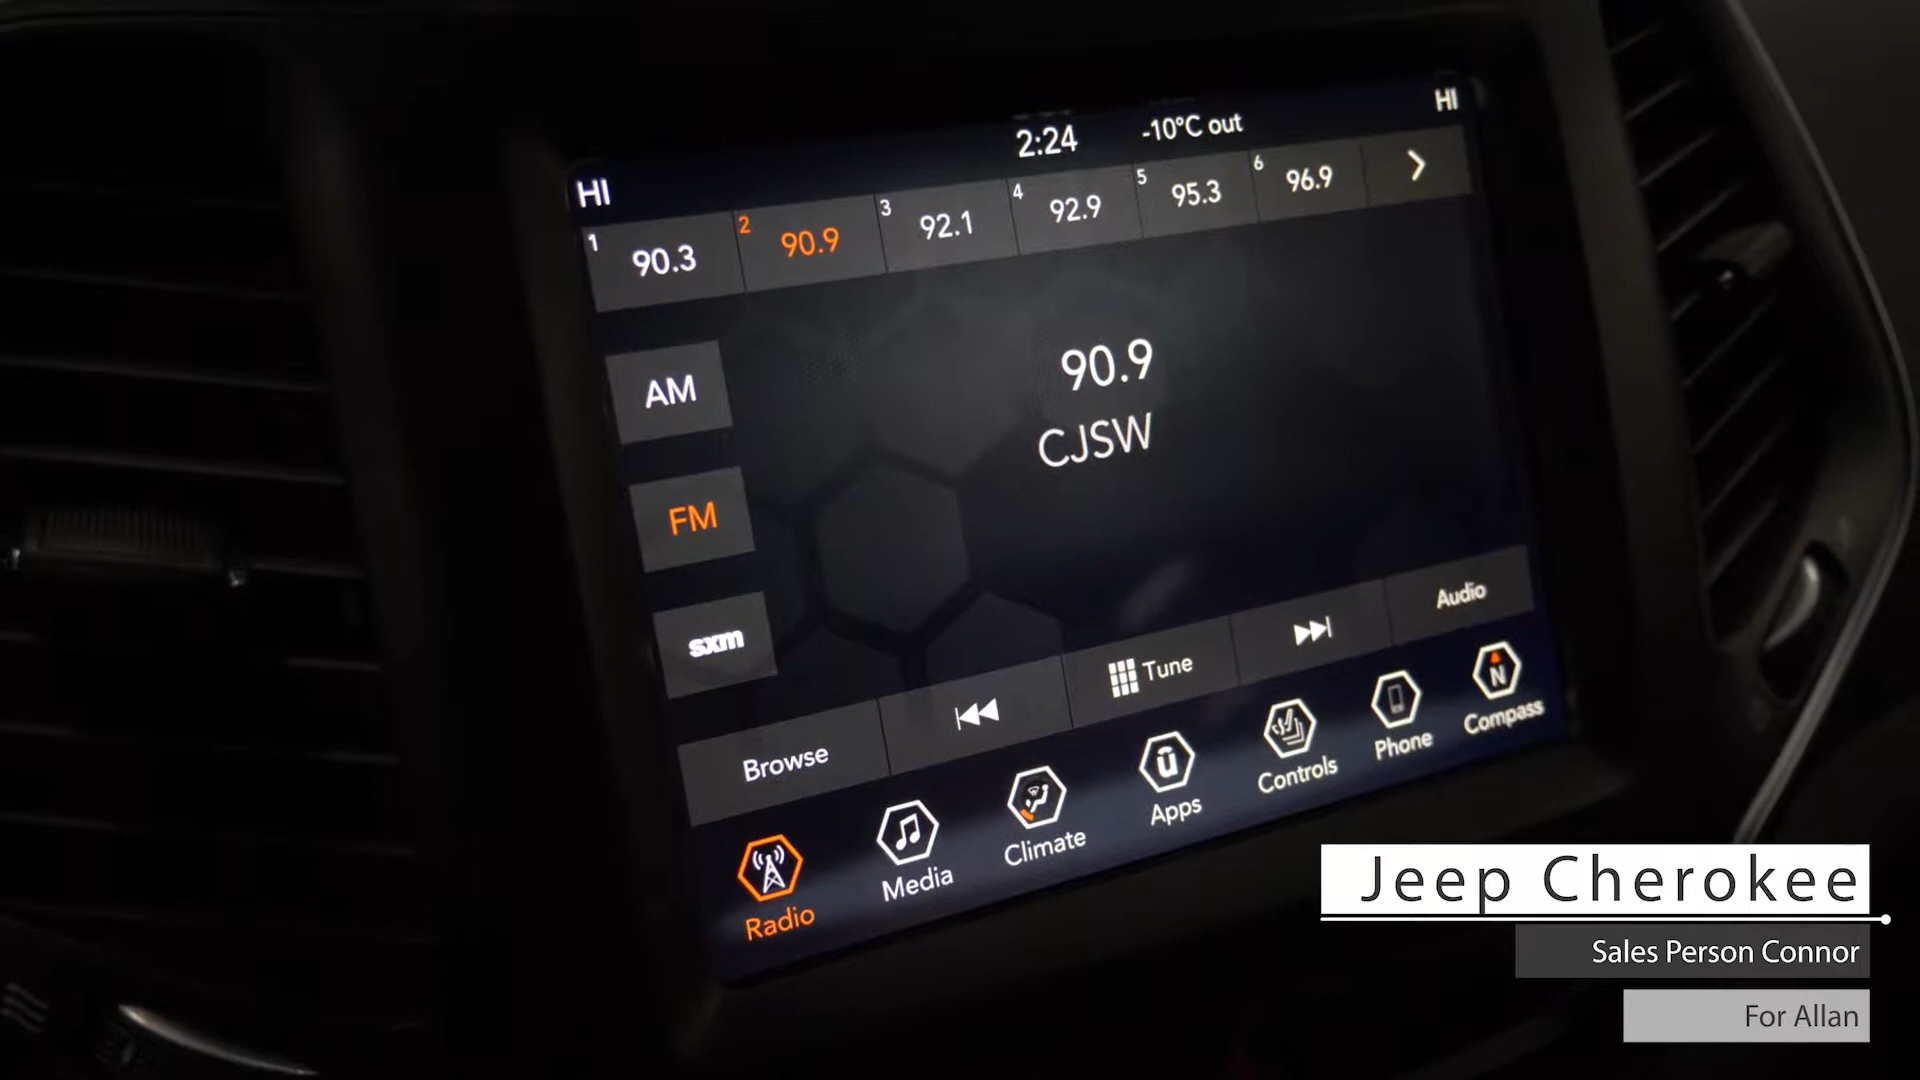 2:24
-10°C out
HI
HI
1 90.3
2 90.9
3 92.1
4 92.9
5 95.3
6 96.9
90.9
CJSW
AM
FM
sxm
Browse
Tune
Audio
Radio
Media
Climate
Apps
Controls
Phone
N
Compass
Jeep Cherokee
Sales Person Connor
For Allan